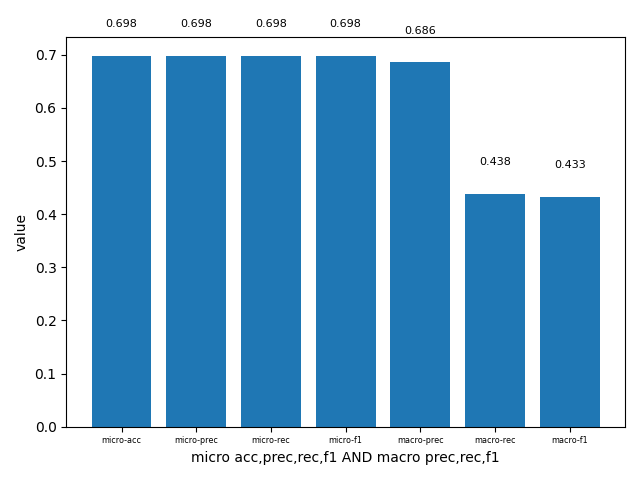 0.698 0.698 0.698 0.698 0.686
0.438 0.433
0.7
0.6
0.5
0.4
0.3
0.2
0.1
0.0
value
micro-acc micro-prec micro-rec micro-f1 macro-prec macro-rec macro-f1
micro acc,prec,rec,f1 AND macro prec,rec,f1